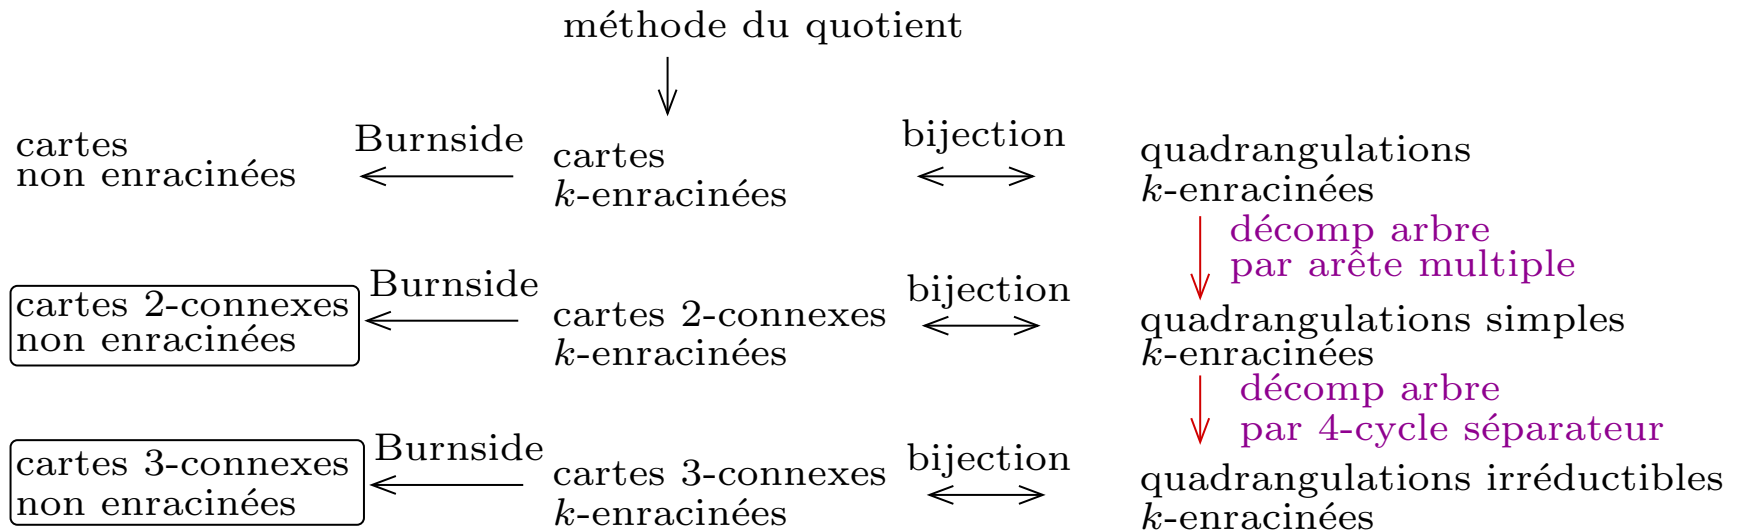 méthode du quotient
cartes
non enracinées
Burnside
cartes
k-enracinées
bijection
quadrangulations
k-enracinées
décomp arbre
par arête multiple
cartes 2-connexes
non enracinées
Burnside
cartes 2-connexes
k-enracinées
bijection
quadrangulations simples
k-enracinées
décomp arbre
par 4-cycle séparateur
cartes 3-connexes
non enracinées
Burnside
cartes 3-connexes
k-enracinées
bijection
quadrangulations irréductibles
k-enracinées